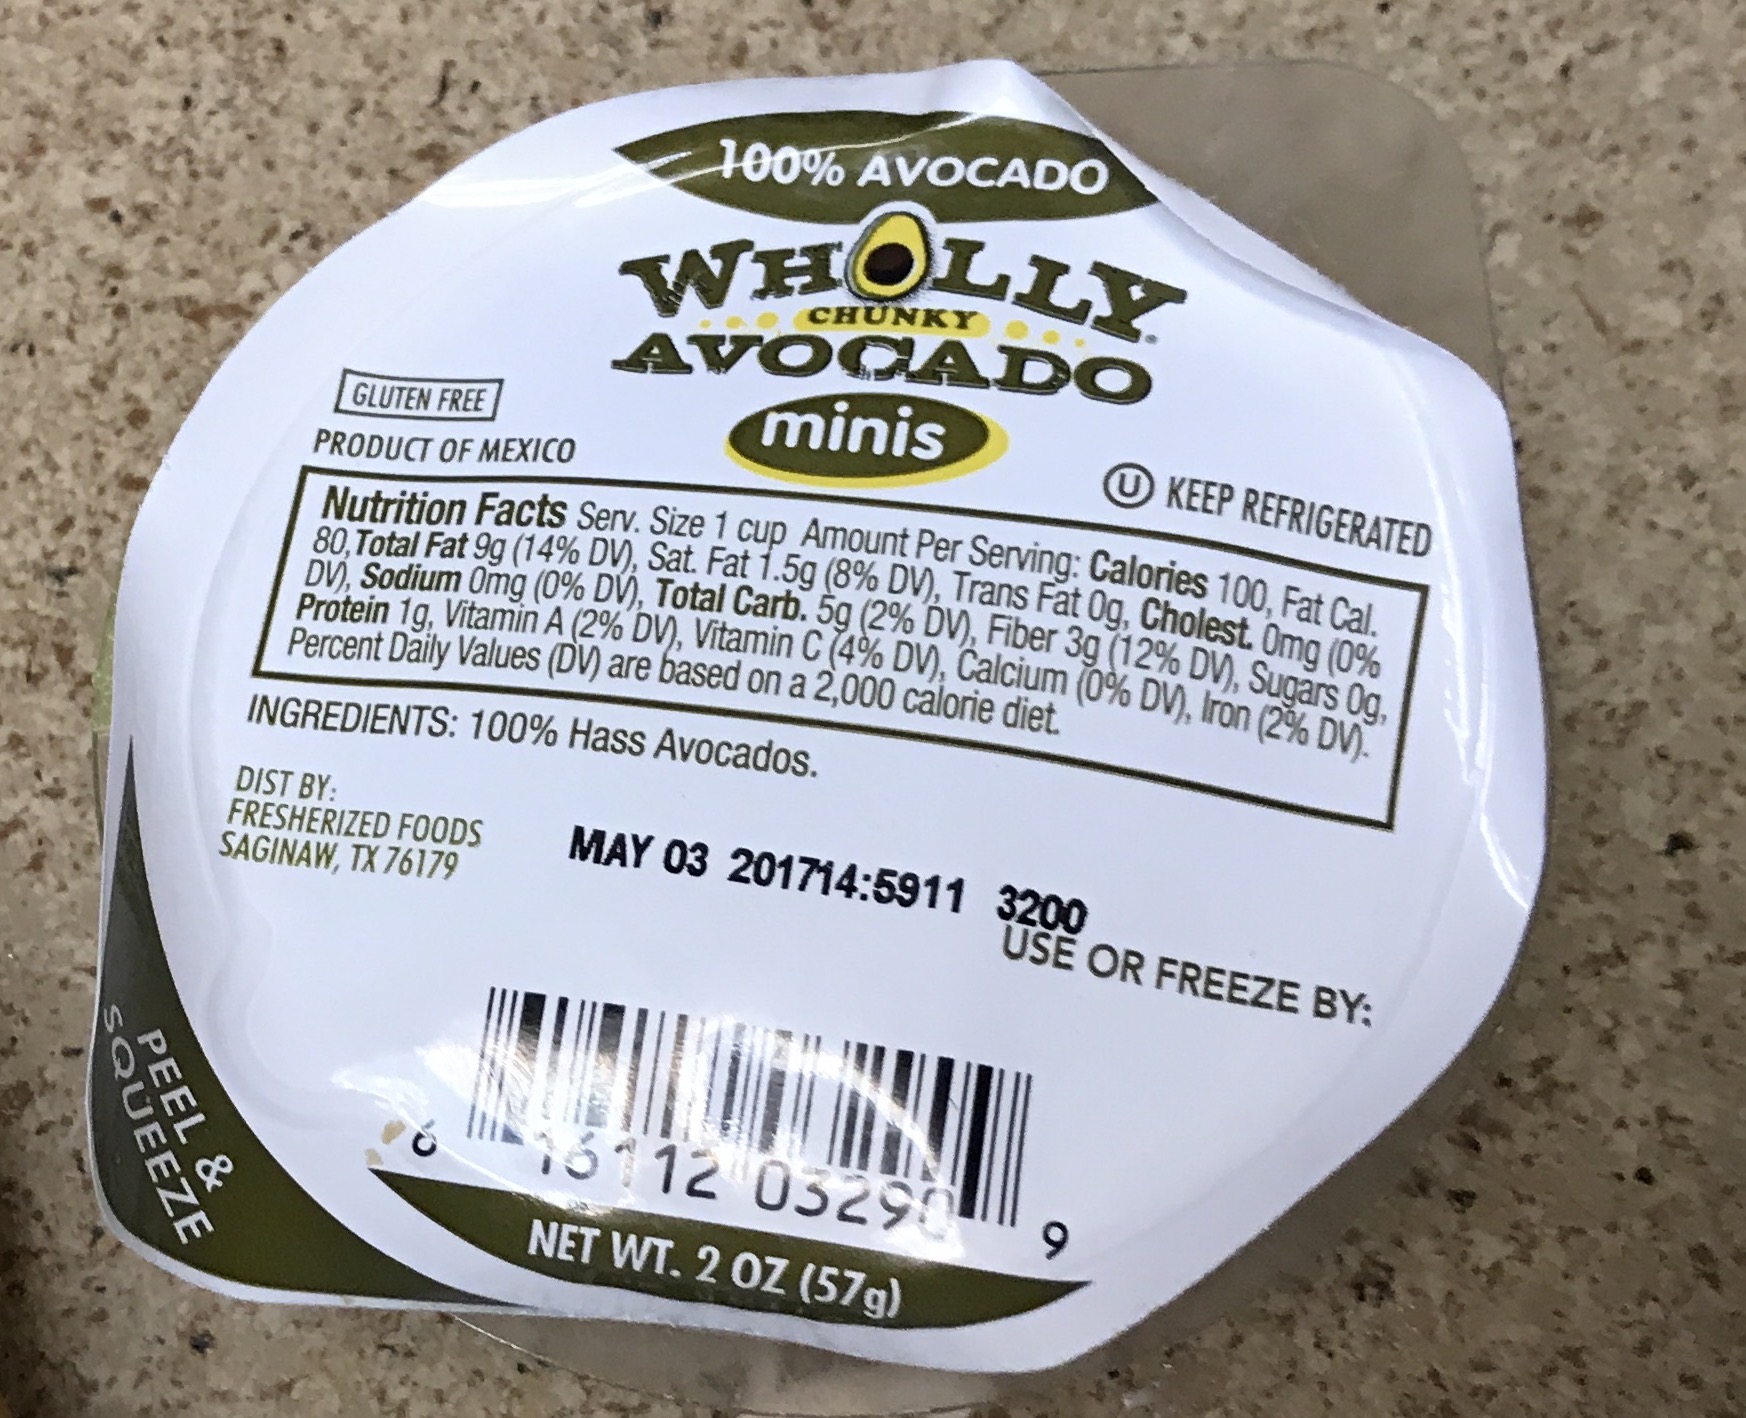 100% AVOCADO
WHOLLY
CHUNKY
AVOCADO
minis
GLUTEN FREE
PRODUCT OF MEXICO
U KEEP REFRIGERATED
Nutrition Facts Serv. Size 1 cup Amount Per Serving: Calories 100, Fat Cal.
80, Total Fat 9g (14% DV), Sat. Fat 1.5g (8% DV), Trans Fat 0g, Cholest. 0mg (0%
DV), Sodium 0mg (0% DV), Total Carb. 5g (2% DV), Fiber 3g (12% DV), Sugars 0g,
Protein 1g, Vitamin A (2% DV), Vitamin C (4% DV), Calcium (0% DV), Iron (2% DV).
Percent Daily Values (DV) are based on a 2,000 calorie diet.
INGREDIENTS: 100% Hass Avocados.
DIST BY:
FRESHERIZED FOODS
SAGINAW, TX 76179
MAY 03 201714:5911 3200
USE OR FREEZE BY:
6 16112 03290 9
NET WT. 2 OZ (57g)
PEEL &
SQUEEZE